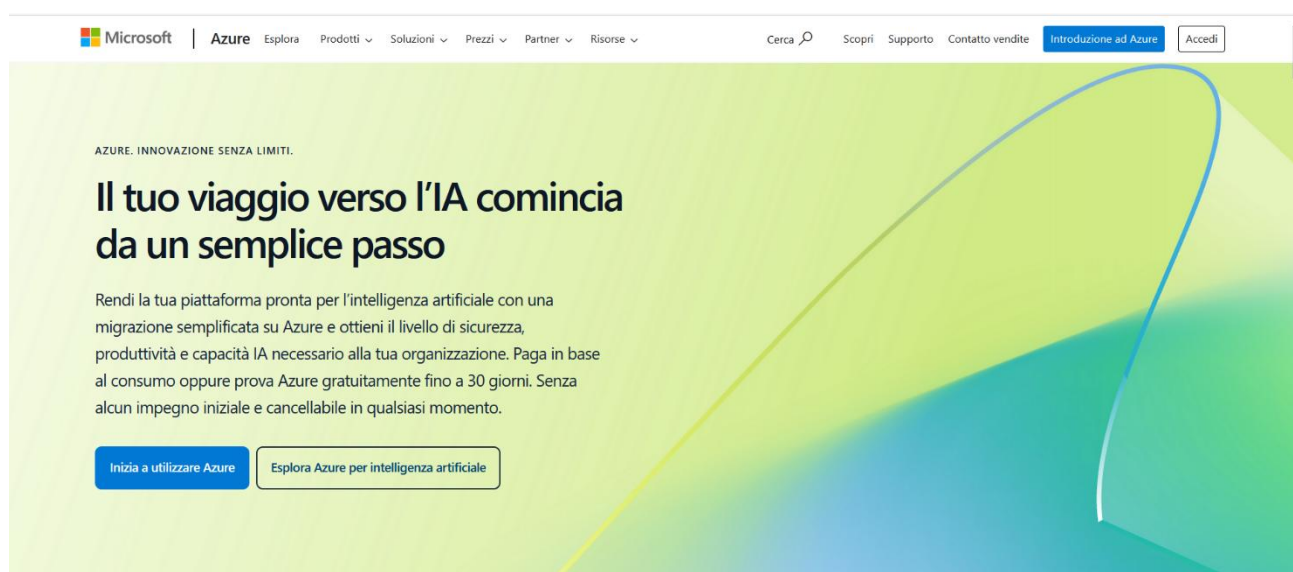 Microsoft Azure Esplora Prodotti Soluzioni Prezzi Partner Risorse Cerca Scopri Supporto Contatto vendite Introduzione ad Azure Accedi
AZURE. INNOVAZIONE SENZA LIMITI.
Il tuo viaggio verso l'IA comincia
da un semplice passo
Rendi la tua piattaforma pronta per l'intelligenza artificiale con una
migrazione semplificata su Azure e ottieni il livello di sicurezza,
produttività e capacità IA necessario alla tua organizzazione. Paga in base
al consumo oppure prova Azure gratuitamente fino a 30 giorni. Senza
alcun impegno iniziale e cancellabile in qualsiasi momento.
Inizia a utilizzare Azure Esplora Azure per intelligenza artificiale